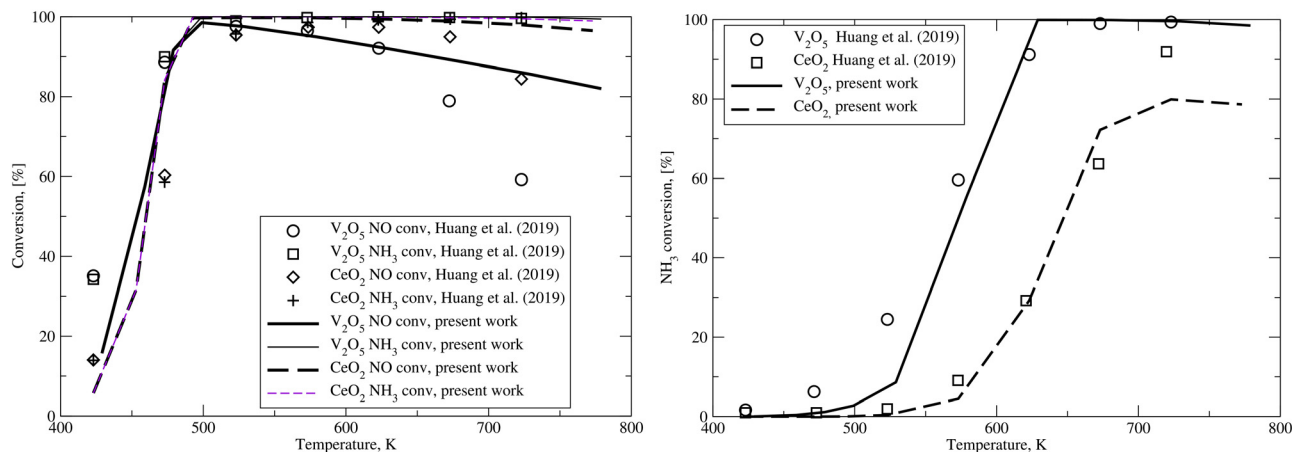 100
80
60
40
20
0
Conversion, [%]
V₂O₅ NO conv, Huang et al. (2019)
V₂O₅ NH₃ conv, Huang et al. (2019)
CeO₂ NO conv, Huang et al. (2019)
CeO₂ NH₃ conv, Huang et al. (2019)
V₂O₅ NO conv, present work
V₂O₅ NH₃ conv, present work
CeO₂ NO conv, present work
CeO₂ NH₃ conv, present work
400 500 600 700 800
Temperature, K
100
80
60
40
20
0
NH₃ conversion, [%]
V₂O₅ Huang et al. (2019)
CeO₂ Huang et al. (2019)
V₂O₅, present work
CeO₂, present work
400 500 600 700 800
Temperature, K